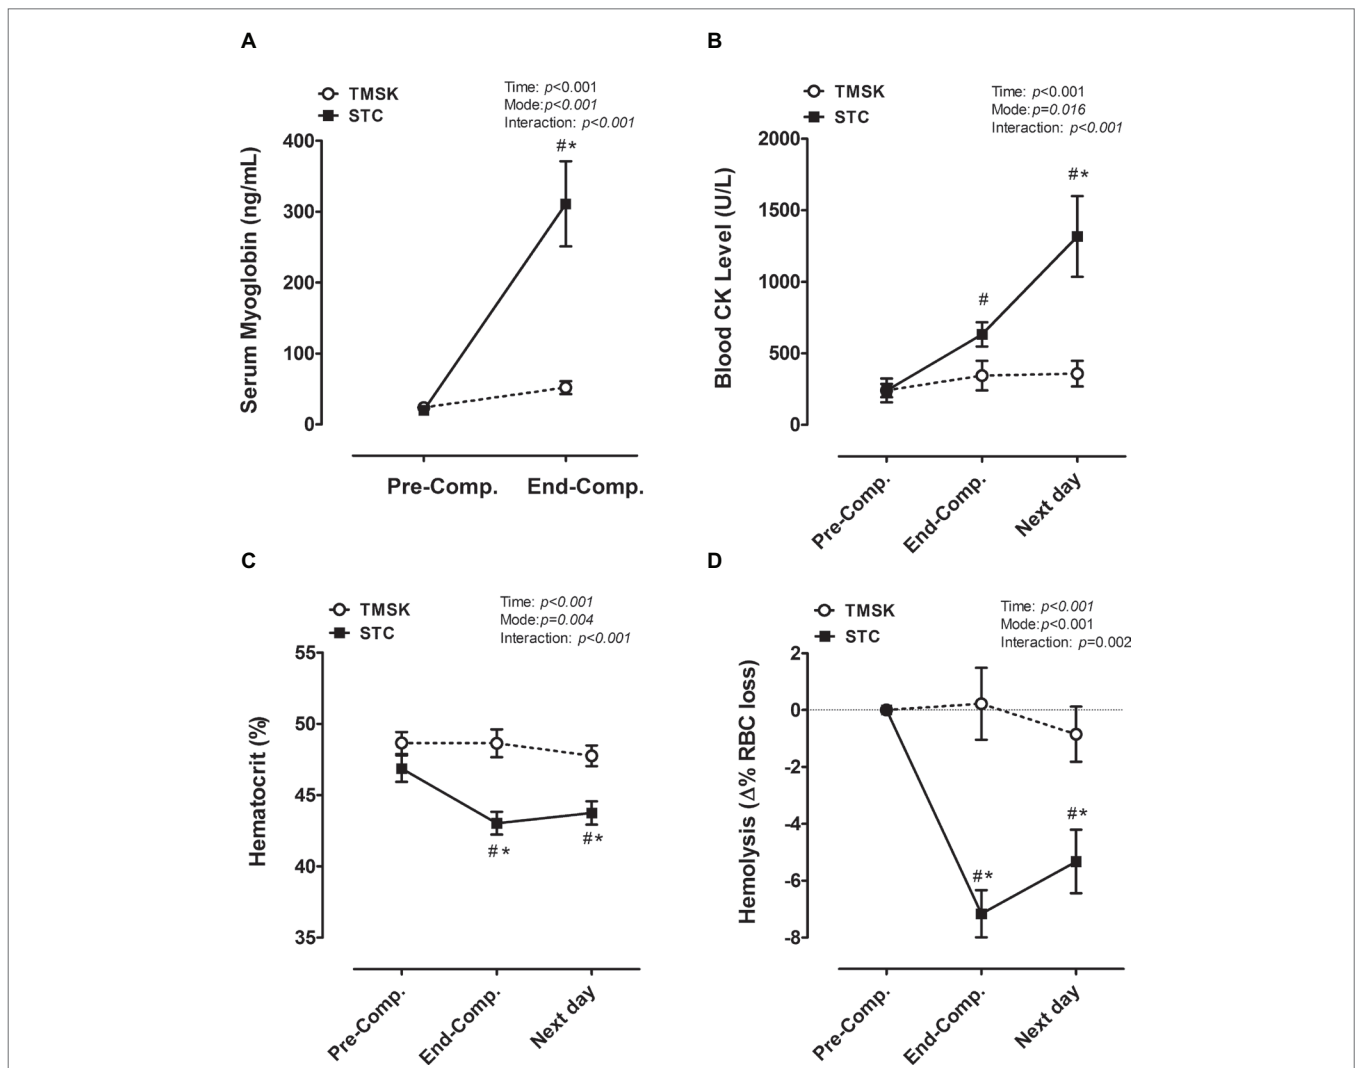 A
TMSK
STC
Time: p<0.001
Mode:p<0.001
Interaction: p<0.001
Serum Myoglobin (ng/mL)
400
300
200
100
0
#*
Pre-Comp.
End-Comp.
B
TMSK
STC
Time: p<0.001
Mode:p=0.016
Interaction: p<0.001
Blood CK Level (U/L)
2000
1500
1000
500
0
#
#*
Pre-Comp.
End-Comp.
Next day
C
TMSK
STC
Time: p<0.001
Mode:p=0.004
Interaction: p<0.001
Hematocrit (%)
55
50
45
40
35
#*
#*
Pre-Comp.
End-Comp.
Next day
D
TMSK
STC
Time: p<0.001
Mode:p<0.001
Interaction: p=0.002
Hemolysis (Δ% RBC loss)
2
0
-2
-4
-6
-8
#*
#*
Pre-Comp.
End-Comp.
Next day